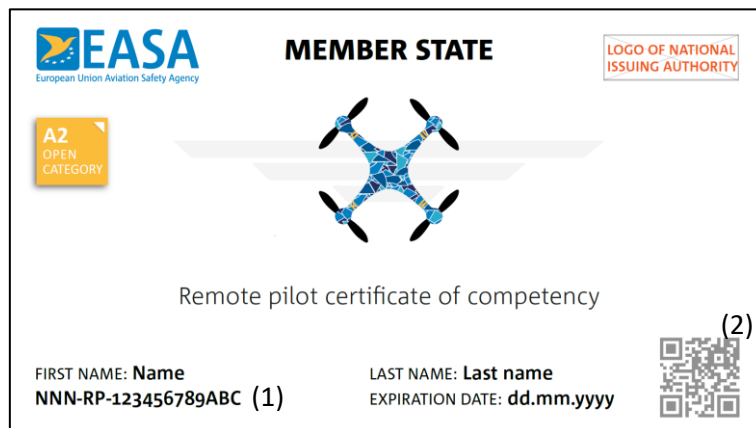 EASA
European Union Aviation Safety Agency
MEMBER STATE
LOGO OF NATIONAL
ISSUING AUTHORITY
A2
OPEN
CATEGORY
Remote pilot certificate of competency
(2)
FIRST NAME: Name
NNN-RP-123456789ABC (1)
LAST NAME: Last name
EXPIRATION DATE: dd.mm.yyyy